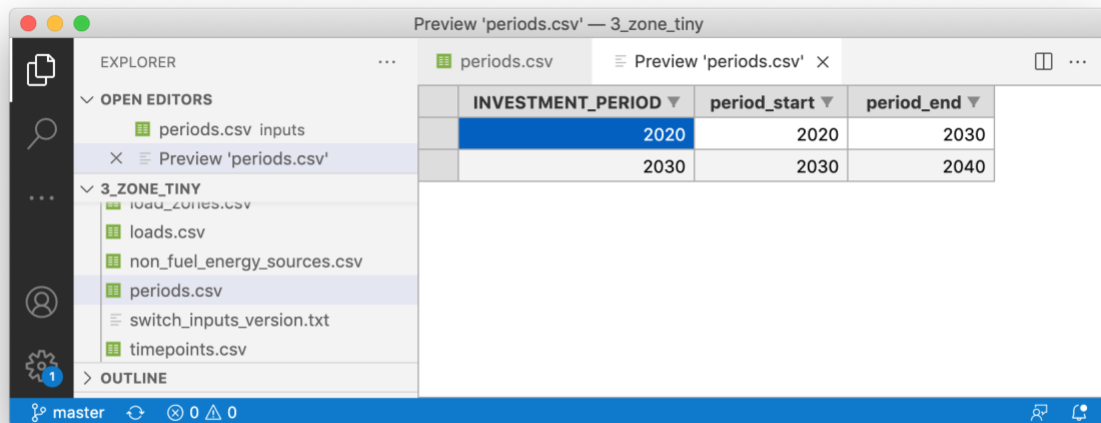 Preview 'periods.csv' — 3_zone_tiny
EXPLORER
periods.csv
Preview 'periods.csv'
OPEN EDITORS
periods.csv inputs
Preview 'periods.csv'
3_ZONE_TINY
load_zones.csv
loads.csv
non_fuel_energy_sources.csv
periods.csv
switch_inputs_version.txt
timepoints.csv
OUTLINE
INVESTMENT_PERIOD period_start period_end
2020 2020 2030
2030 2030 2040
1
master 0 0